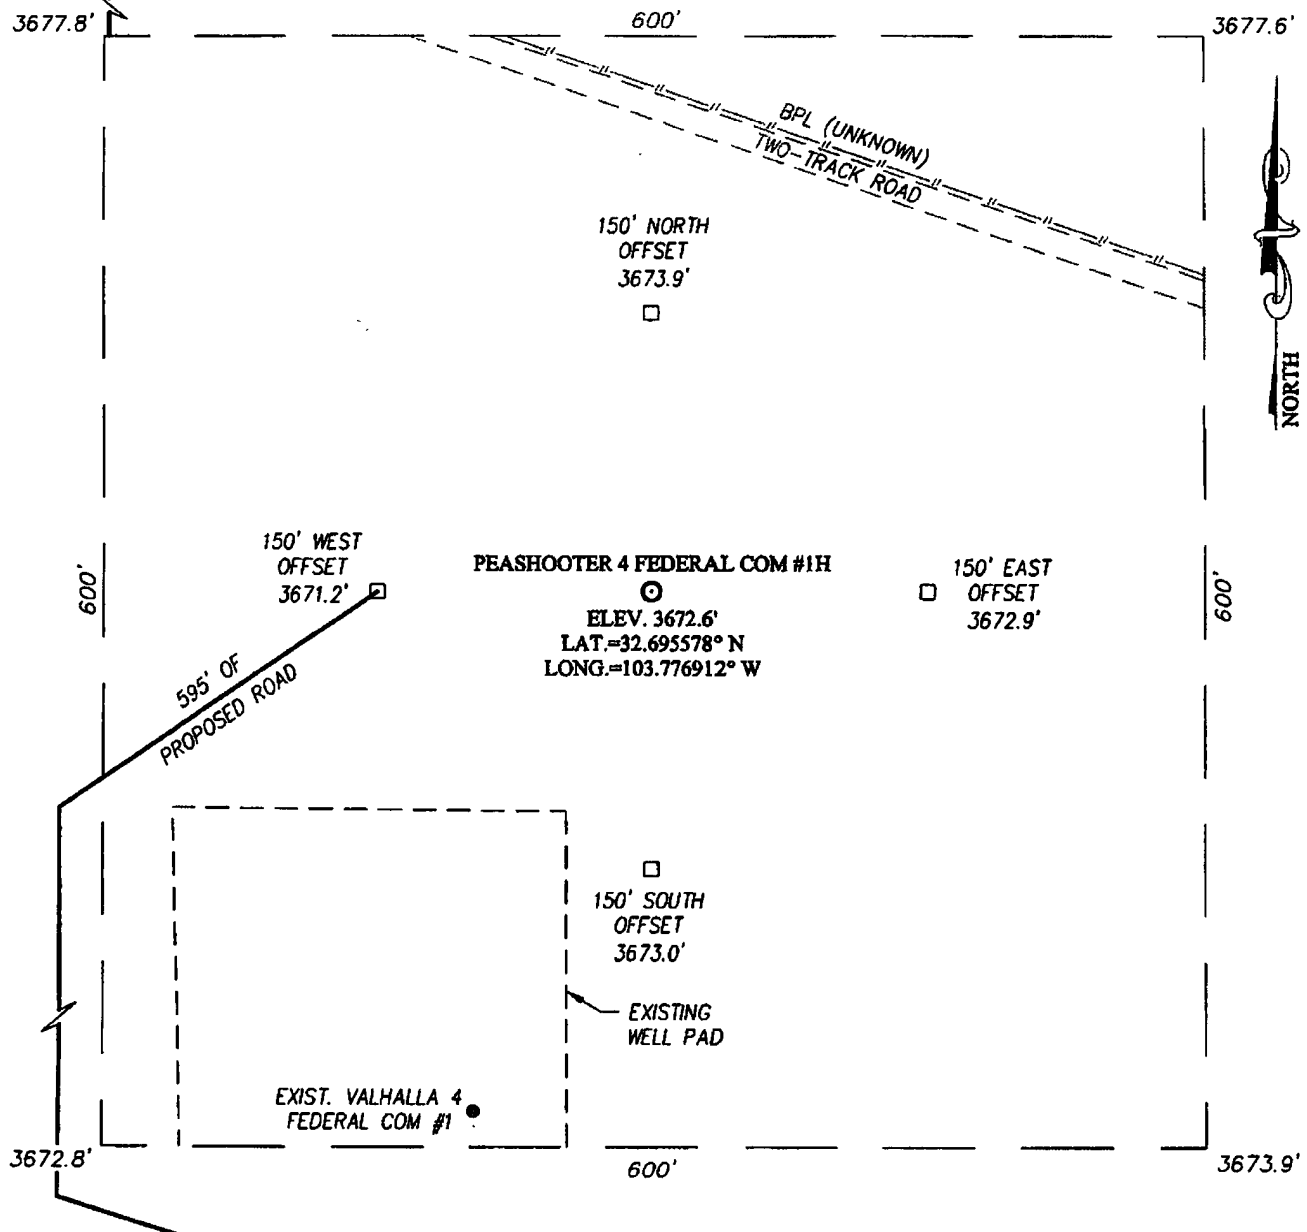 3677.8'
600'
3677.6'
BPL (UNKNOWN)
TWO-TRACK ROAD
150' NORTH
OFFSET
3673.9'
NORTH
150' WEST
OFFSET
3671.2'
600'
PEASHOOTER 4 FEDERAL COM #1H
ELEV. 3672.6'
LAT.=32.695578° N
LONG.=103.776912° W
150' EAST
OFFSET
3672.9'
600'
595' OF
PROPOSED ROAD
150' SOUTH
OFFSET
3673.0'
EXISTING
WELL PAD
EXIST. VALHALLA 4
FEDERAL COM #1
3672.8'
600'
3673.9'